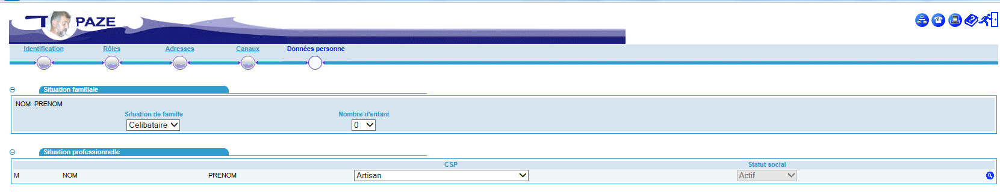 T PAZE
Identification Rôles Adresses Canaux Données personne
Situation familiale
NOM PRENOM
Situation de famille Nombre d'enfant
Celibataire 0
Situation professionnelle
CSP Statut social
M NOM PRENOM Artisan Actif